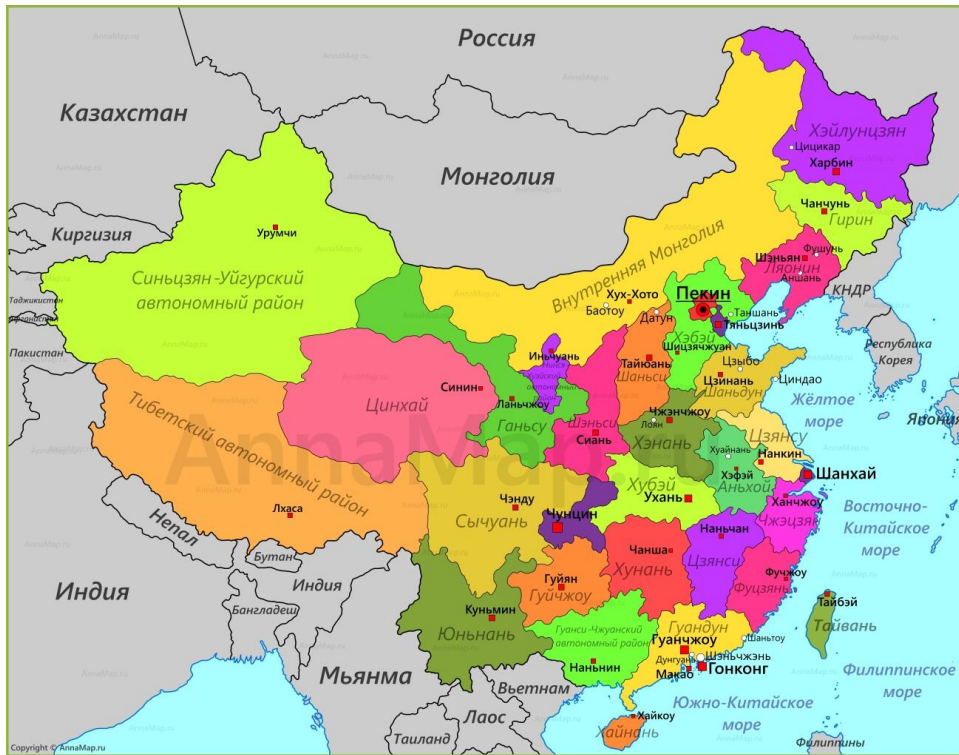 Россия
Казахстан
Монголия
Хэйлунцзян
Цицикар
Харбин
Чанчунь
Гирин
Киргизия
Урумчи
Синьцзян-Уйгурский
автономный район
Внутренняя Монголия
Фушунь
Шэньян
Ляонин
Аншань
КНДР
Таджикистан
Афганистан
Пакистан
Хух-Хото
Баотоу
Датун
Пекин
Таншань
Тяньцзинь
Хэбэй
Шицзячжуан
Республика
Корея
Япония
Иньчуань
Тайюань
Шаньси
Цзыбо
Цзинань
Шаньдун
Циндао
Жёлтое
море
Синин
Цинхай
Ланьчжоу
Ганьсу
Шэньси
Сиань
Чжэнчжоу
Лоян
Хэнань
Цзянсу
Хуайнань
Нанкин
Хэфэй
Аньхой
Шанхай
Тибетский автономный район
Лхаса
Чэнду
Сычуань
Чунцин
Хубэй
Ухань
Ханчжоу
Чжэцзян
Восточно-
Китайское
море
Непал
Бутан
Индия
Индия
Бангладеш
Чанша
Хунань
Наньчан
Цзянси
Фучжоу
Фуцзянь
Гуйян
Гуйчжоу
Куньмин
Юньнань
Тайбэй
Тайвань
Гуанси-Чжуанский
автономный район
Наньнин
Гуандун
Гуанчжоу
Шаньтоу
Дунгуань
Шэньчжэнь
Макао
Гонконг
Мьянма
Вьетнам
Лаос
Таиланд
Хайкоу
Хайнань
Южно-Китайское
море
Филиппинское
море
Филиппины
AnnaMap.ru
Copyright © AnnaMap.ru